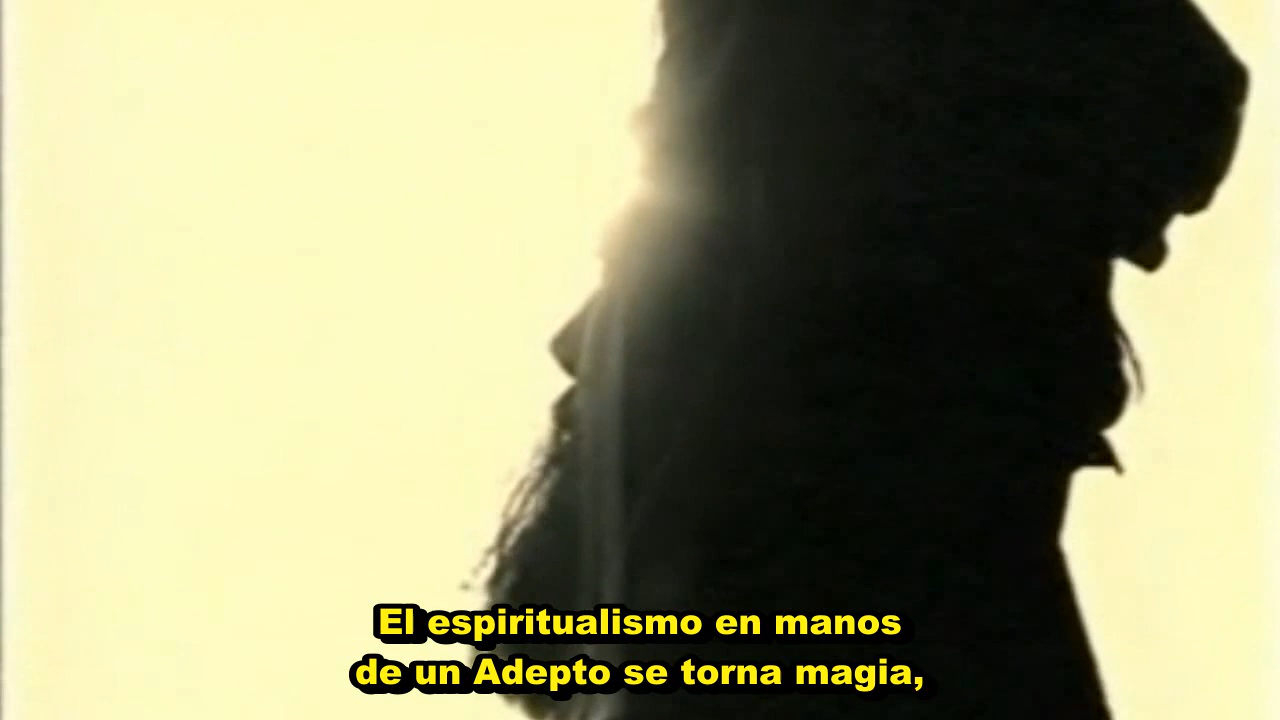 El espiritualismo en manos
de un Adepto se torna magia,